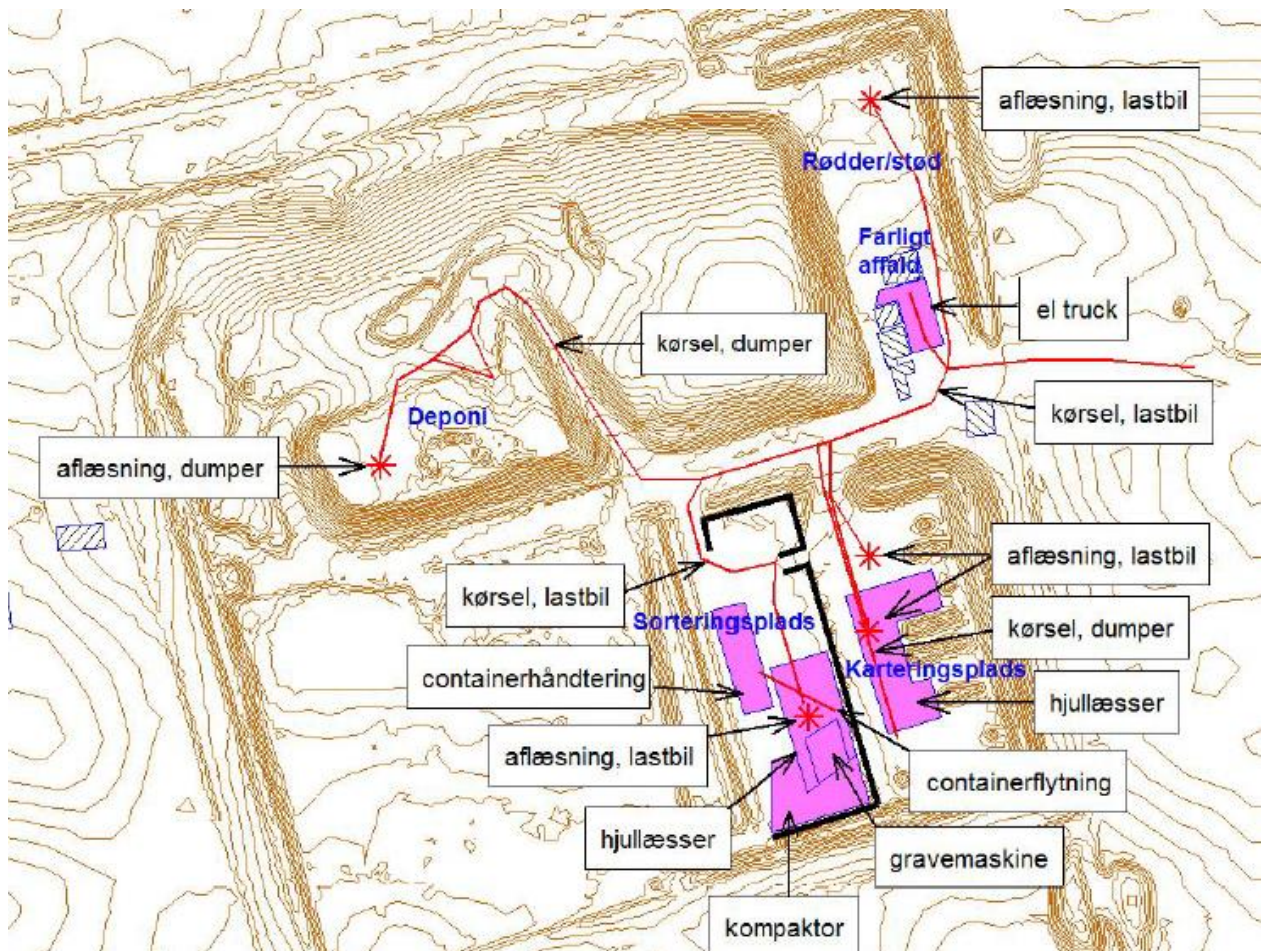 aflæsning, lastbil
Rødder/stød
Farligt
affald
el truck
kørsel, dumper
kørsel, lastbil
Deponi
aflæsning, dumper
aflæsning, lastbil
kørsel, lastbil
Sorteringsplads
kørsel, dumper
Karteringsplads
containerhåndtering
hjullæsser
aflæsning, lastbil
containerflytning
hjullæsser
gravemaskine
kompaktor